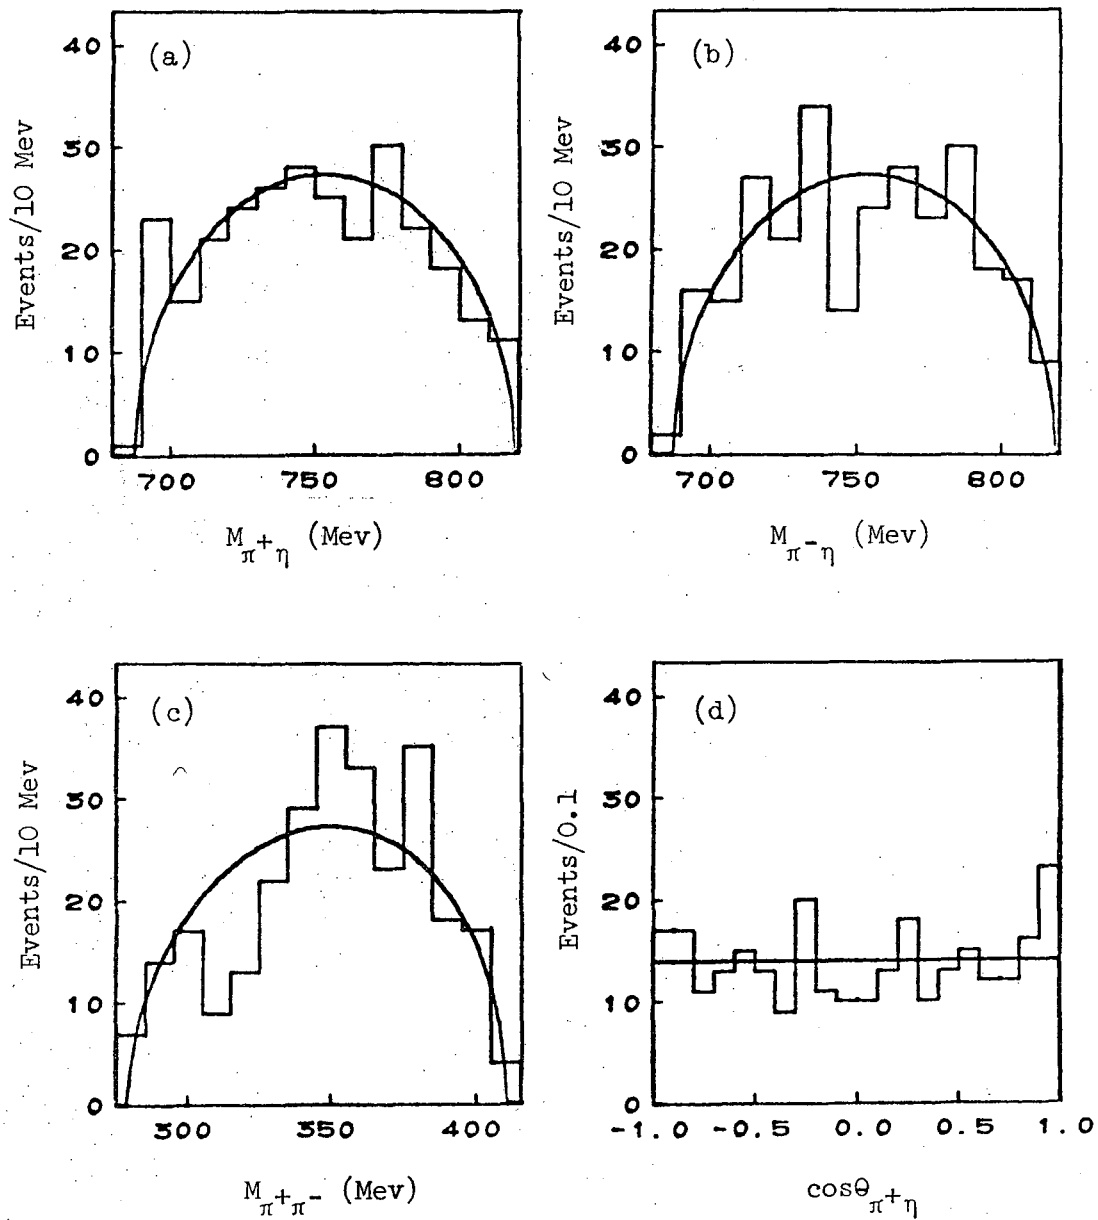 (a)
40
30
20
10
0
700 750 800
Events/10 Mev
M_π+η (Mev)
(b)
40
30
20
10
0
700 750 800
Events/10 Mev
M_π-η (Mev)
(c)
40
30
20
10
0
300 350 400
Events/10 Mev
M_π+π- (Mev)
(d)
40
30
20
10
0
-1.0 -0.5 0.0 0.5 1.0
Events/0.1
cosθ_π+η